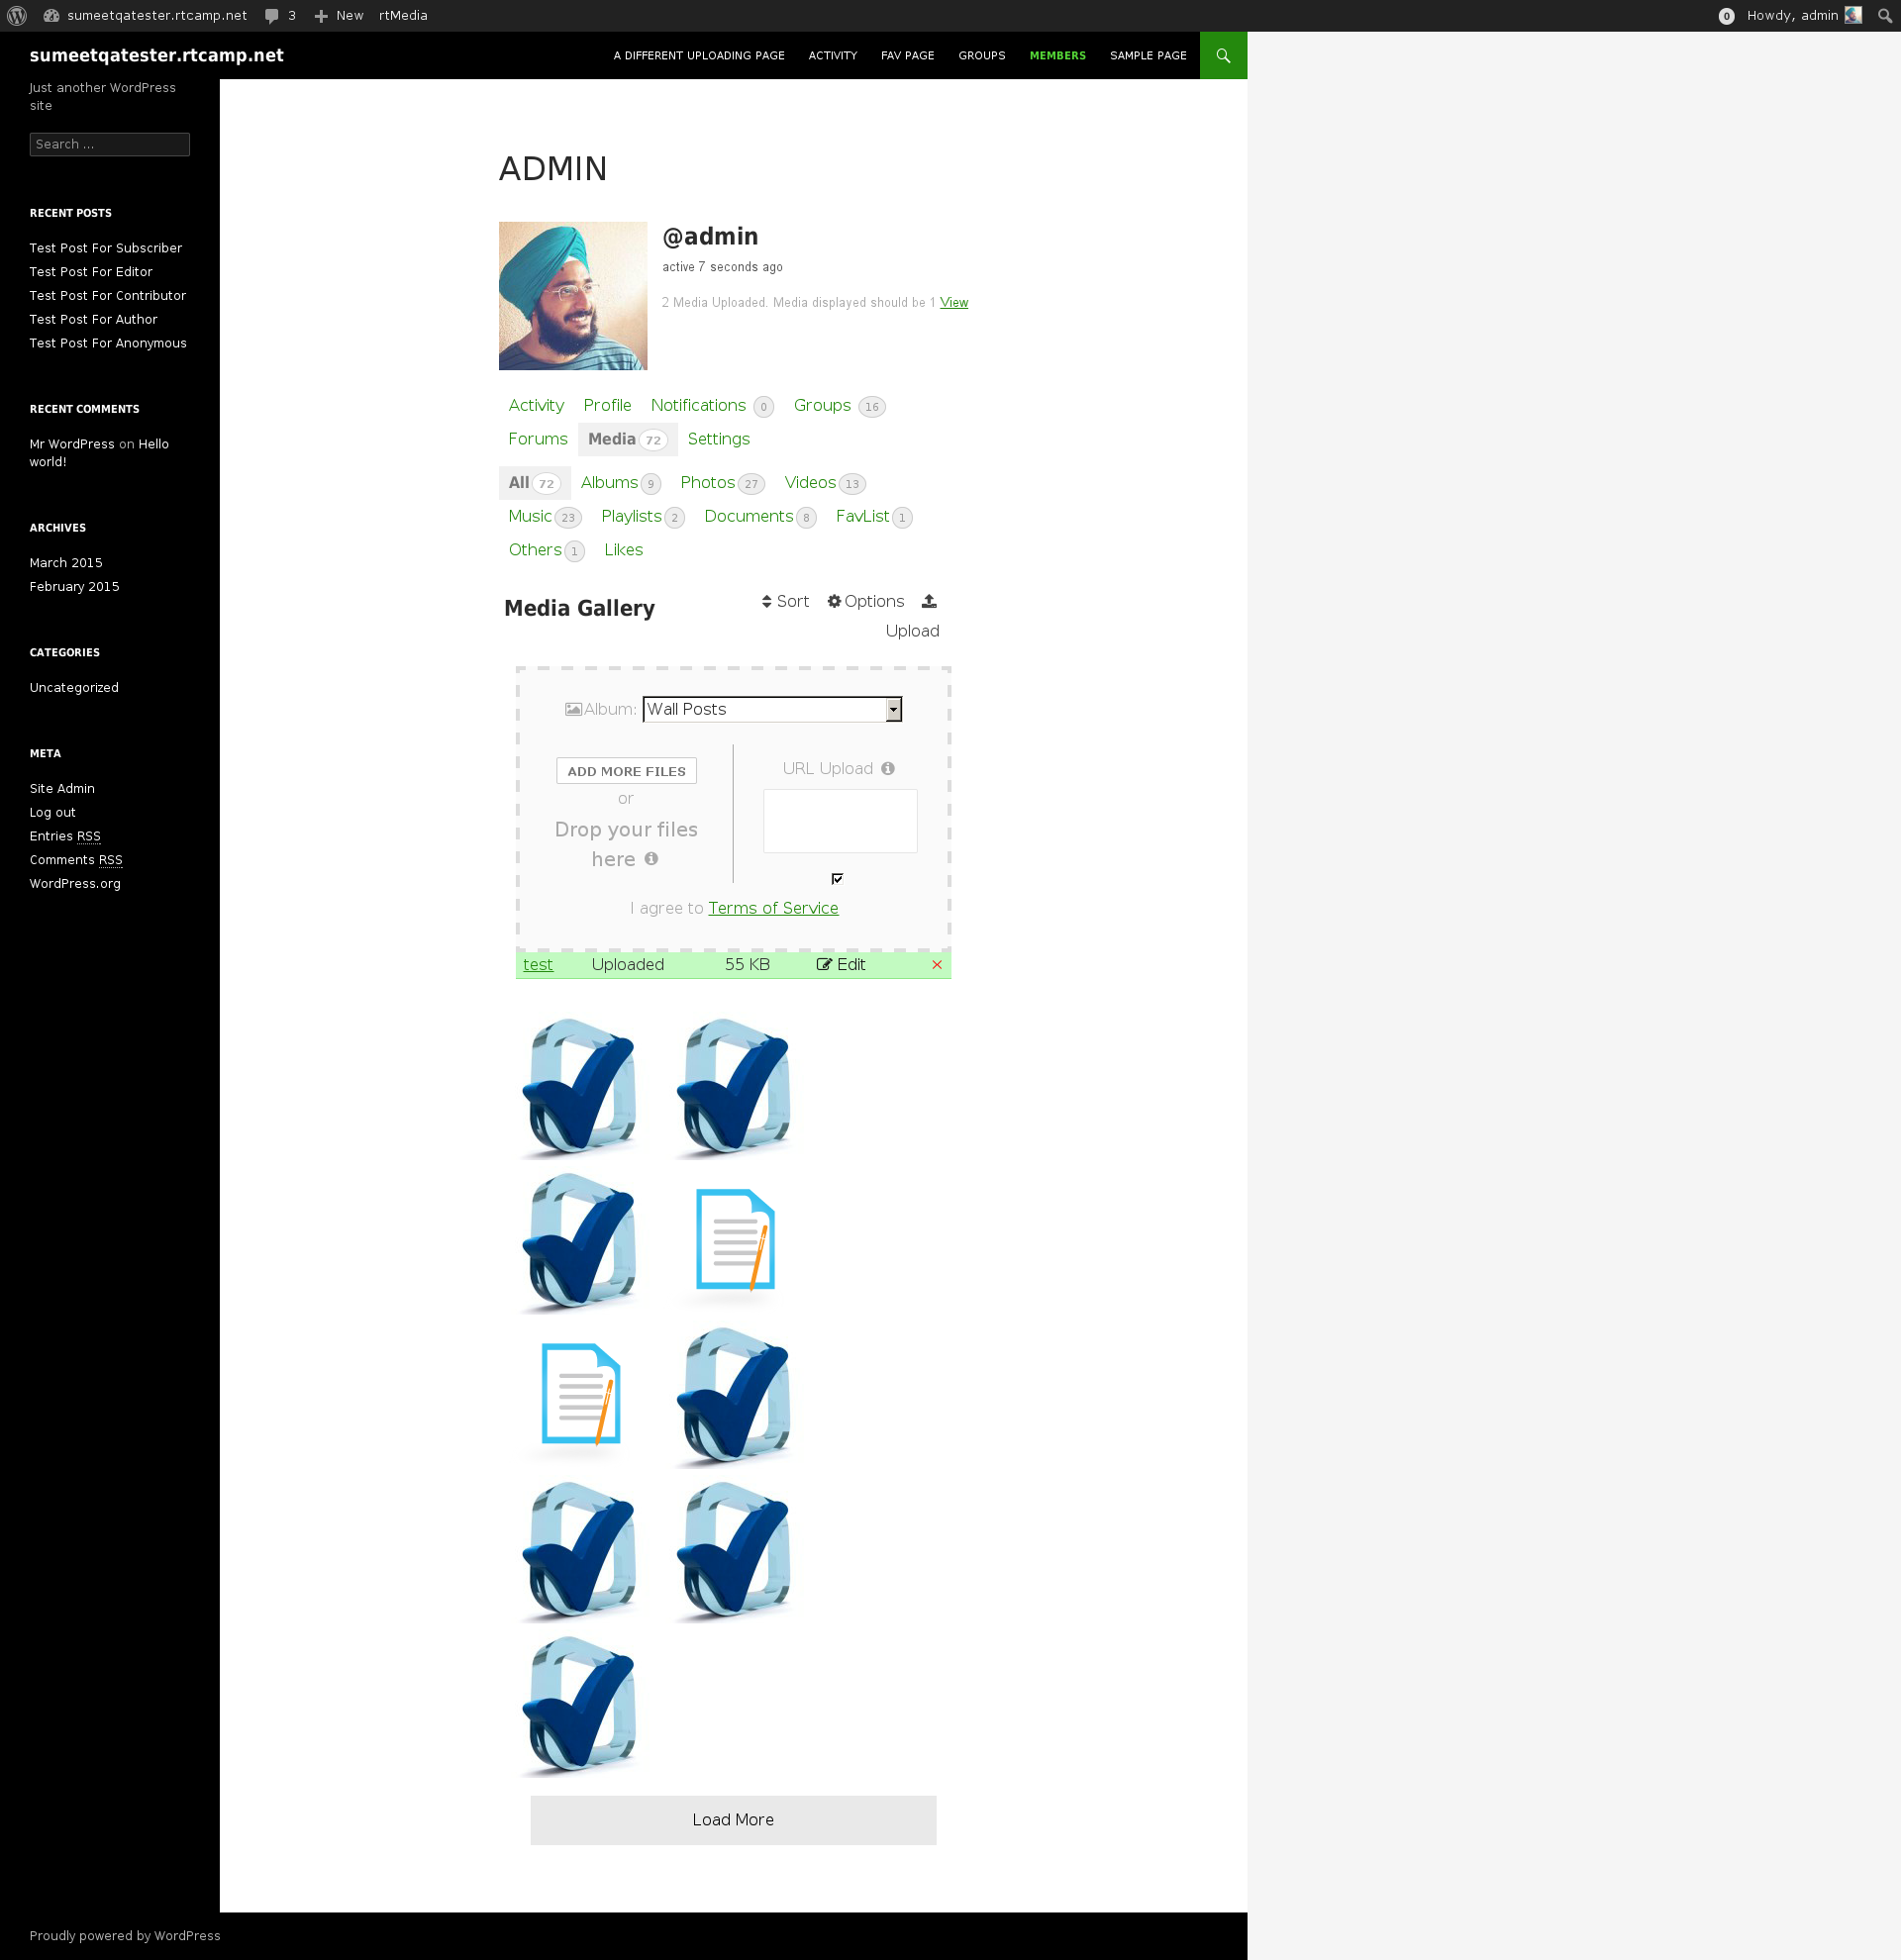 sumeetqatester.rtcamp.net 3 New rtMedia 0 Howdy, admin
sumeetqatester.rtcamp.net A DIFFERENT UPLOADING PAGE ACTIVITY FAV PAGE GROUPS MEMBERS SAMPLE PAGE
Just another WordPress
site
Search ...
RECENT POSTS
Test Post For Subscriber
Test Post For Editor
Test Post For Contributor
Test Post For Author
Test Post For Anonymous
RECENT COMMENTS
Mr WordPress on Hello
world!
ARCHIVES
March 2015
February 2015
CATEGORIES
Uncategorized
META
Site Admin
Log out
Entries RSS
Comments RSS
WordPress.org
ADMIN
@admin
active 7 seconds ago
2 Media Uploaded. Media displayed should be 1 View
Activity Profile Notifications 0 Groups 16
Forums Media 72 Settings
All 72 Albums 9 Photos 27 Videos 13
Music 23 Playlists 2 Documents 8 FavList 1
Others 1 Likes
Media Gallery
Sort Options
Upload
Album: Wall Posts
ADD MORE FILES
or
Drop your files
here
URL Upload
I agree to Terms of Service
test Uploaded 55 KB Edit
Load More
Proudly powered by WordPress